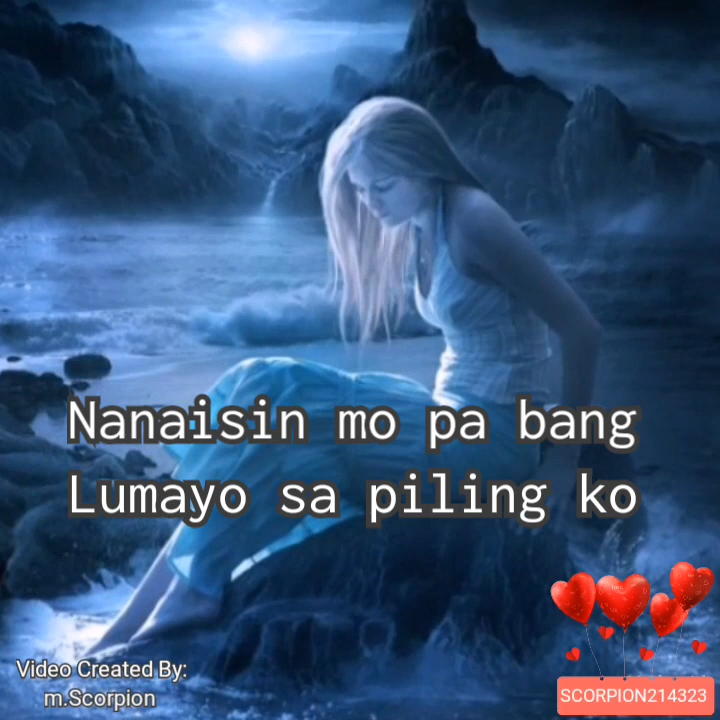 Nanaisin mo pa bang
Lumayo sa piling ko
Video Created By:
m.Scorpion
SCORPION214323